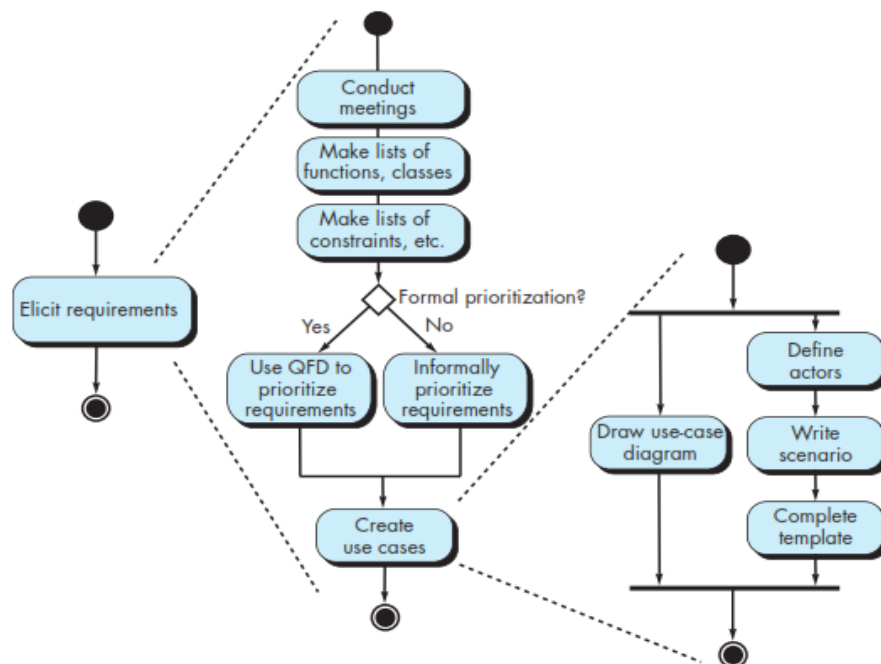 Conduct
meetings
Make lists of
functions, classes
Make lists of
constraints, etc.
Elicit requirements
Formal prioritization?
Yes
No
Use QFD to
prioritize
requirements
Informally
prioritize
requirements
Create
use cases
Define
actors
Draw use-case
diagram
Write
scenario
Complete
template